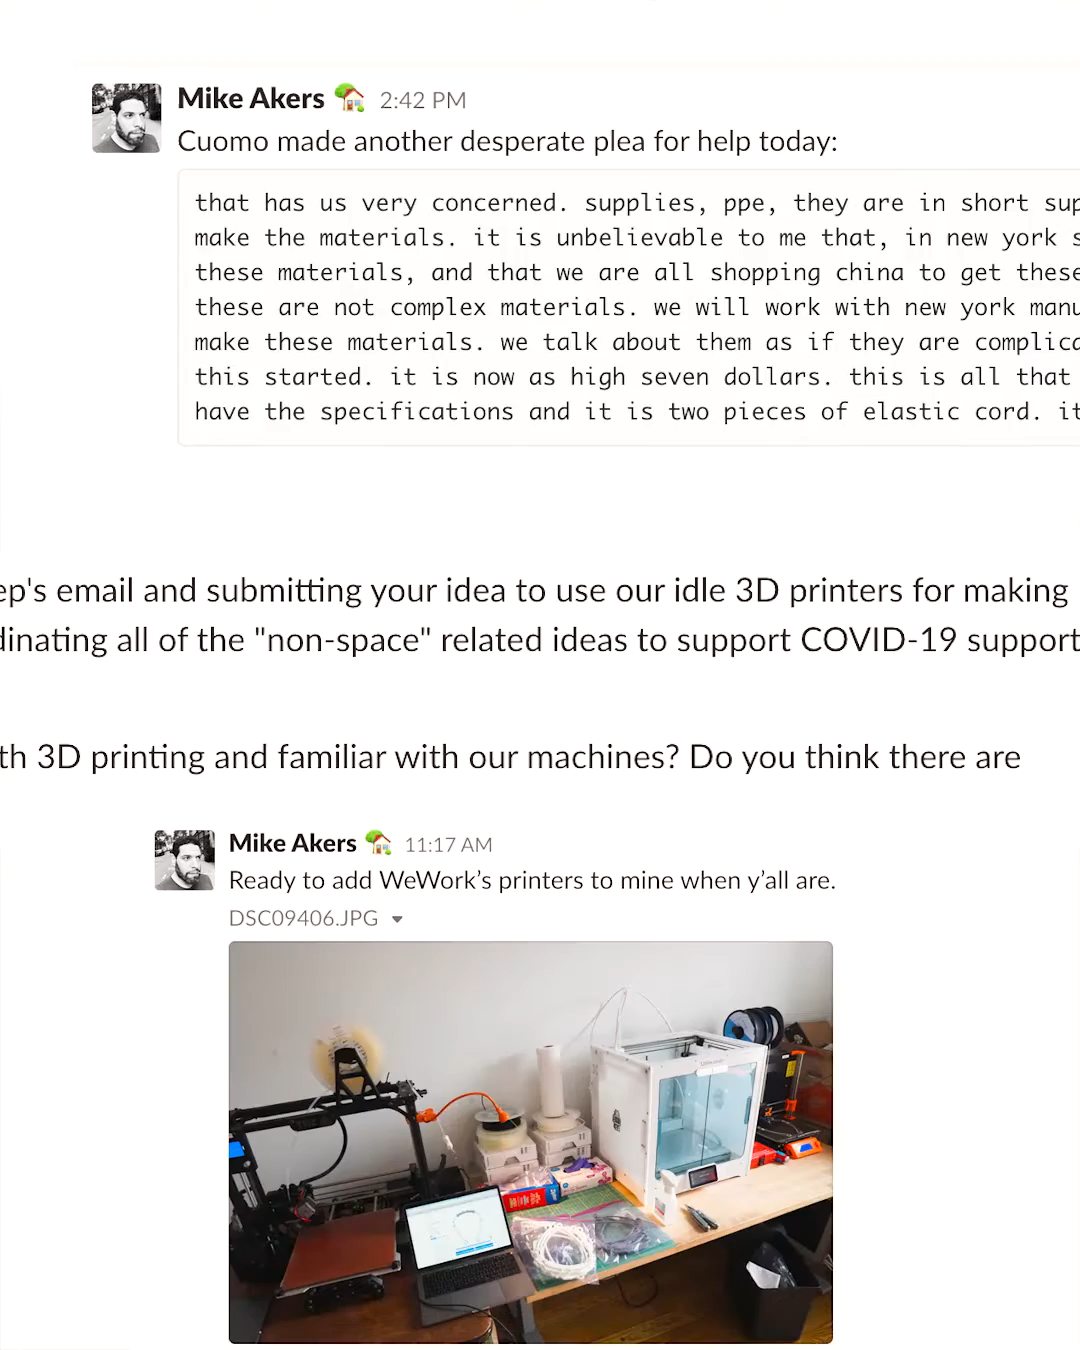 Mike Akers 2:42 PM
Cuomo made another desperate plea for help today:
that has us very concerned. supplies, ppe, they are in short sup
make the materials. it is unbelievable to me that, in new york s
these materials, and that we are all shopping china to get these
these are not complex materials. we will work with new york manu
make these materials. we talk about them as if they are complica
this started. it is now as high seven dollars. this is all that
have the specifications and it is two pieces of elastic cord. it
ep's email and submitting your idea to use our idle 3D printers for making
dinating all of the "non-space" related ideas to support COVID-19 support
th 3D printing and familiar with our machines? Do you think there are
Mike Akers 11:17 AM
Ready to add WeWork’s printers to mine when y’all are.
DSC09406.JPG